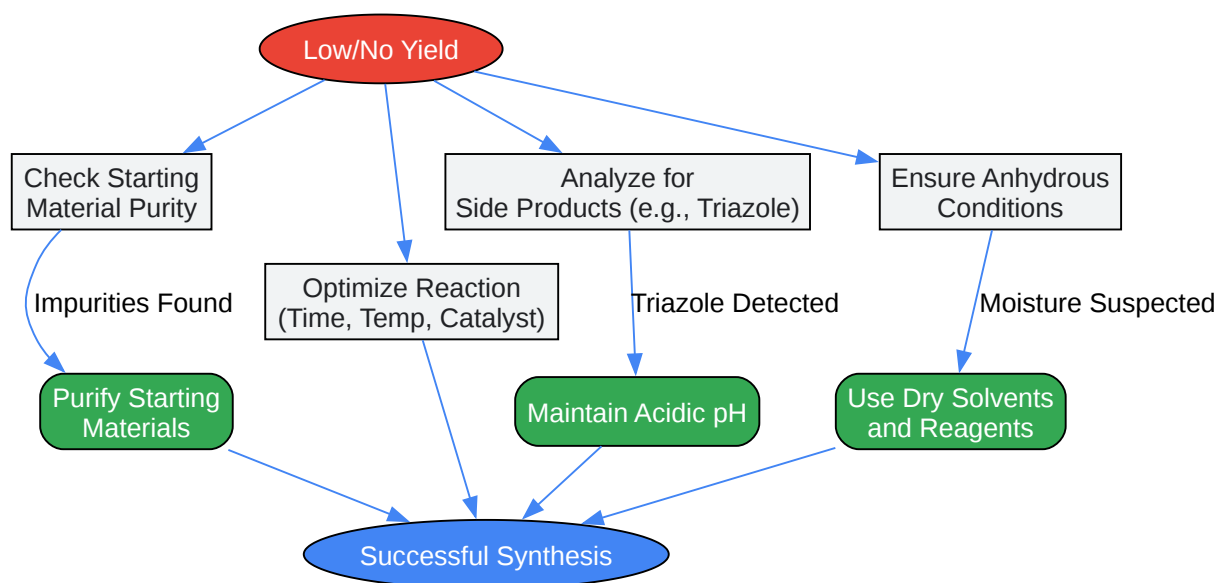 Low/No Yield
Check Starting
Material Purity
Analyze for
Side Products (e.g., Triazole)
Ensure Anhydrous
Conditions
Optimize Reaction
(Time, Temp, Catalyst)
Impurities Found
Triazole Detected
Moisture Suspected
Purify Starting
Materials
Maintain Acidic pH
Use Dry Solvents
and Reagents
Successful Synthesis